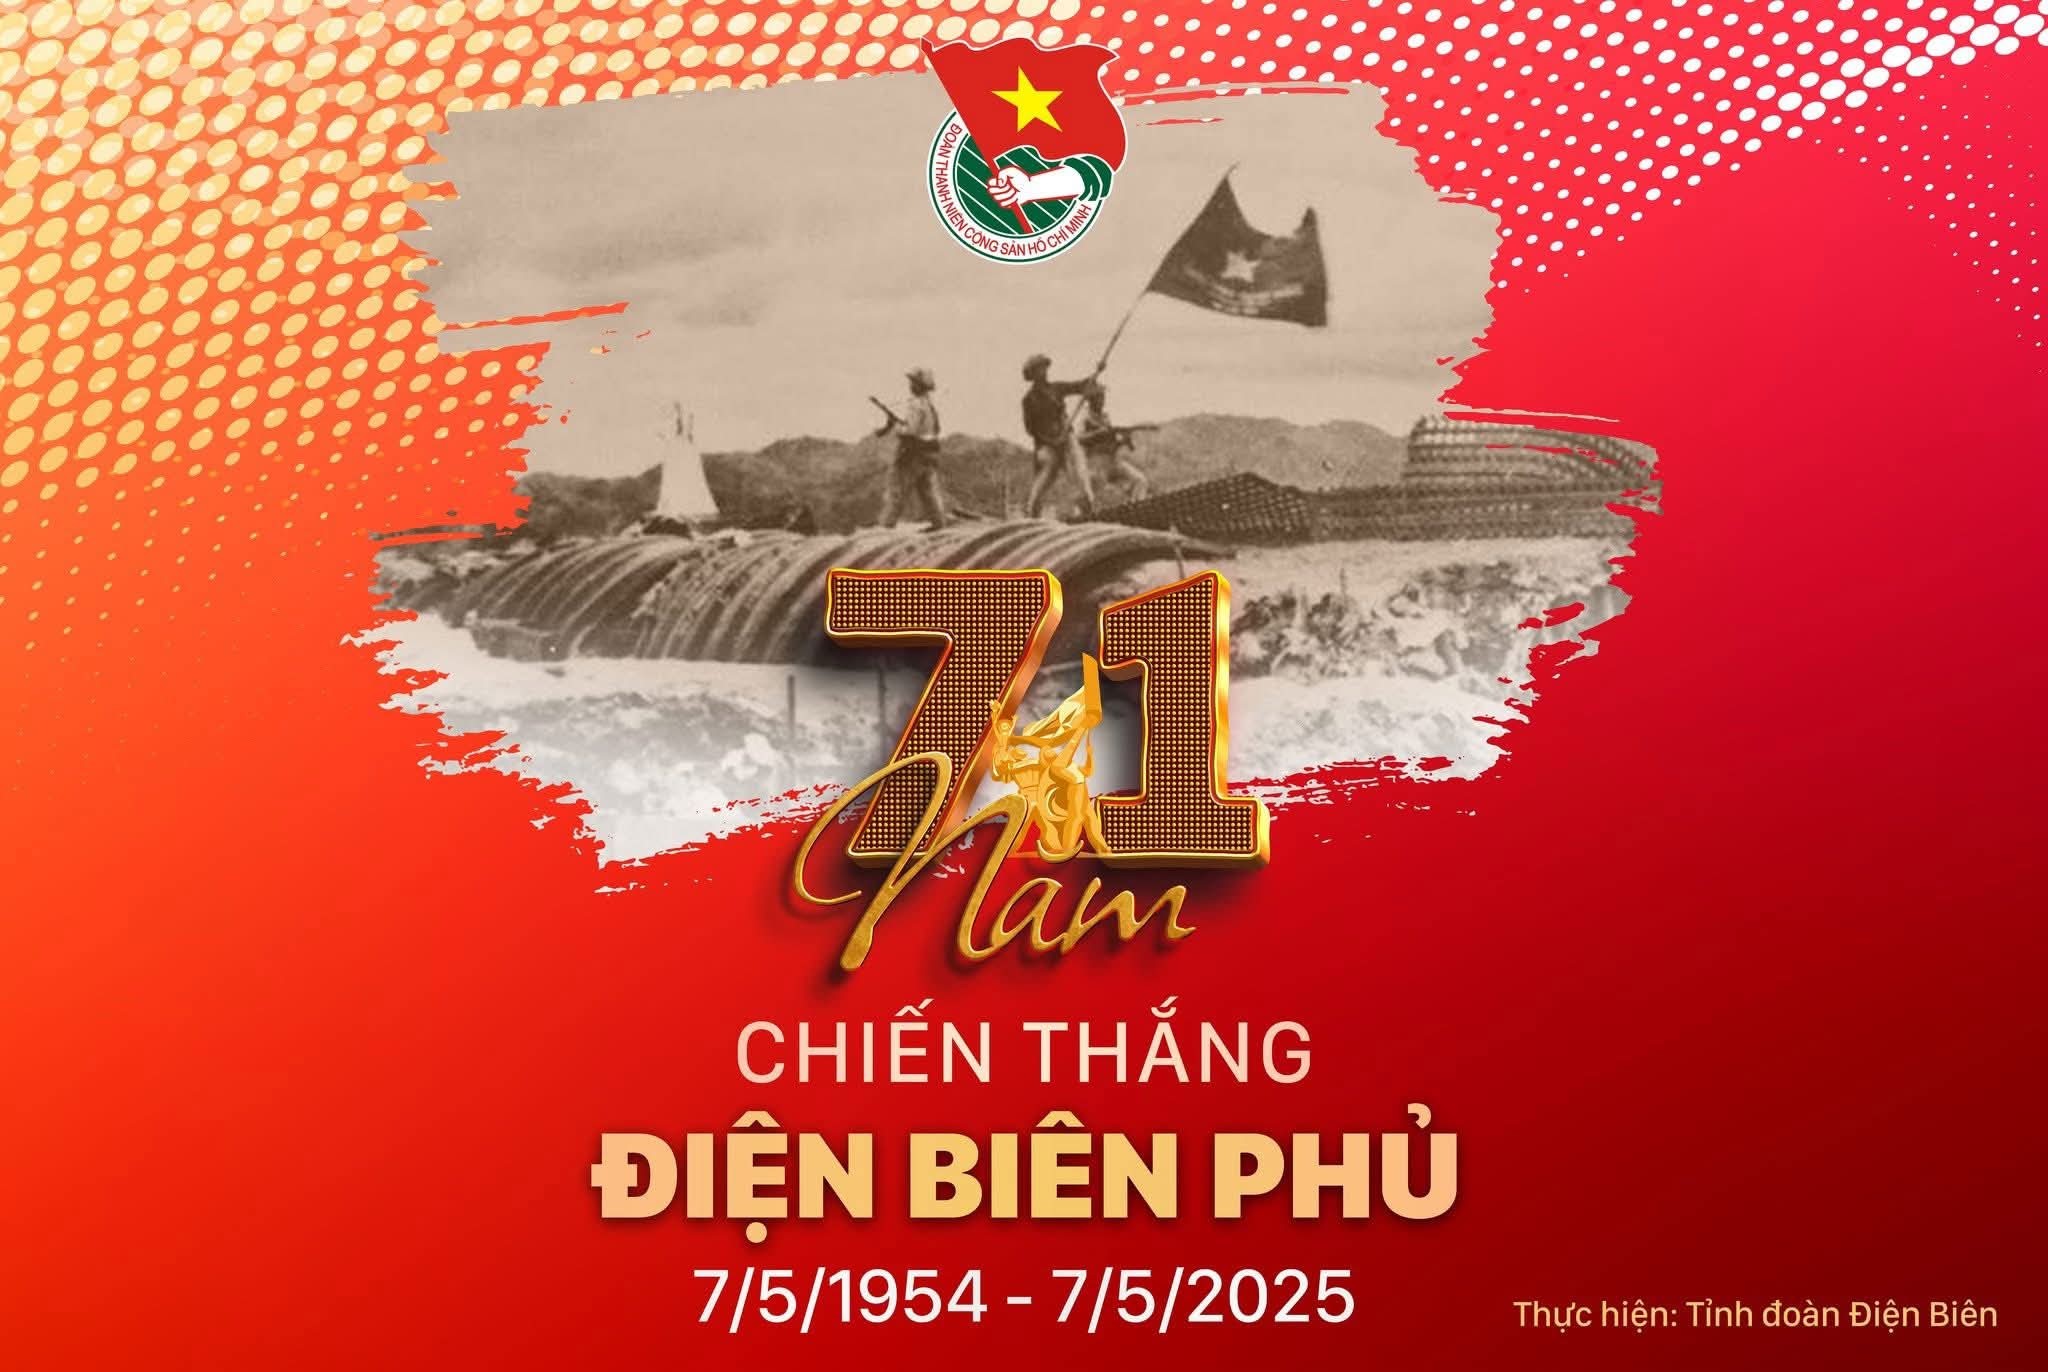 ĐOÀN THANH NIÊN CỘNG SẢN HỒ CHÍ MINH
71
Năm
CHIẾN THẮNG
ĐIỆN BIÊN PHỦ
7/5/1954 - 7/5/2025
Thực hiện: Tỉnh đoàn Điện Biên